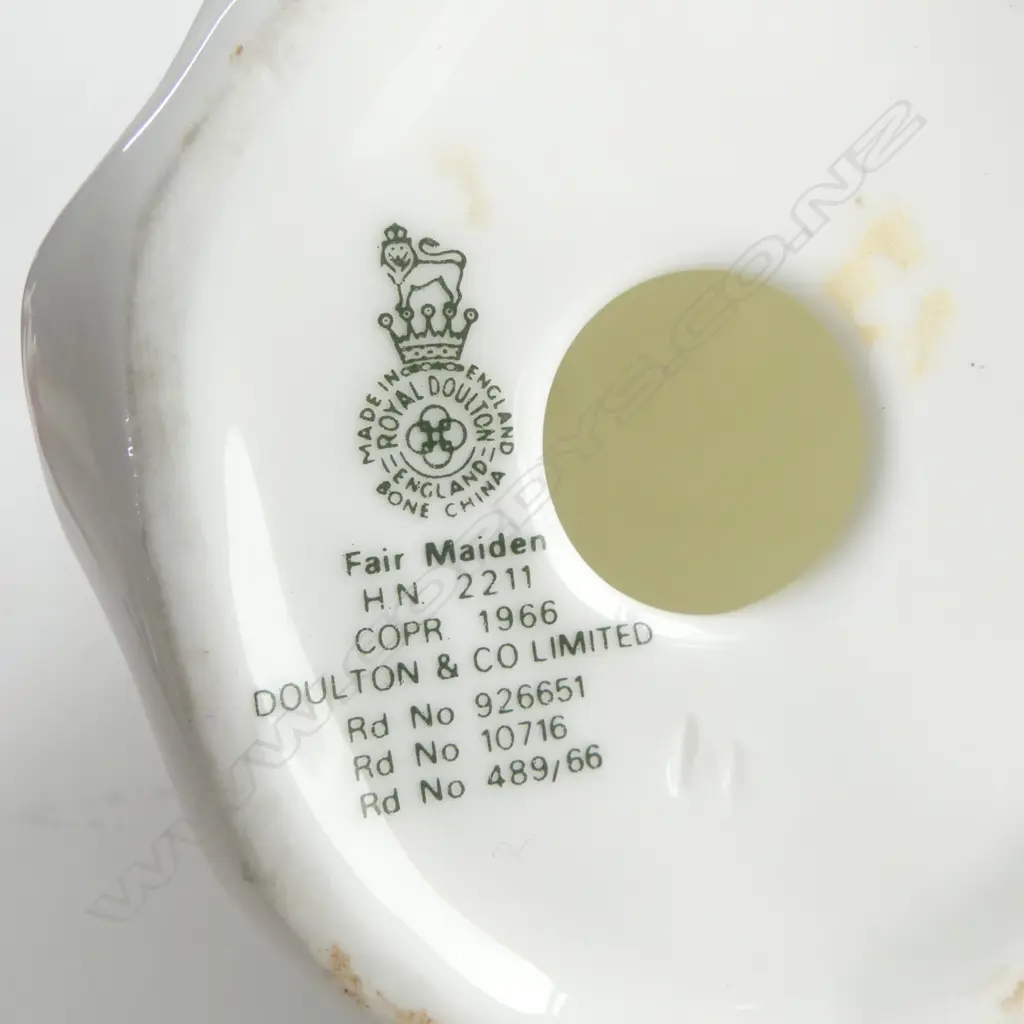 MADE IN ENGLAND
ROYAL DOULTON
ENGLAND
BONE CHINA
Fair Maiden
H.N. 2211
COPR. 1966
DOULTON & CO LIMITED
Rd No 926651
Rd No 10716
Rd No 489/66